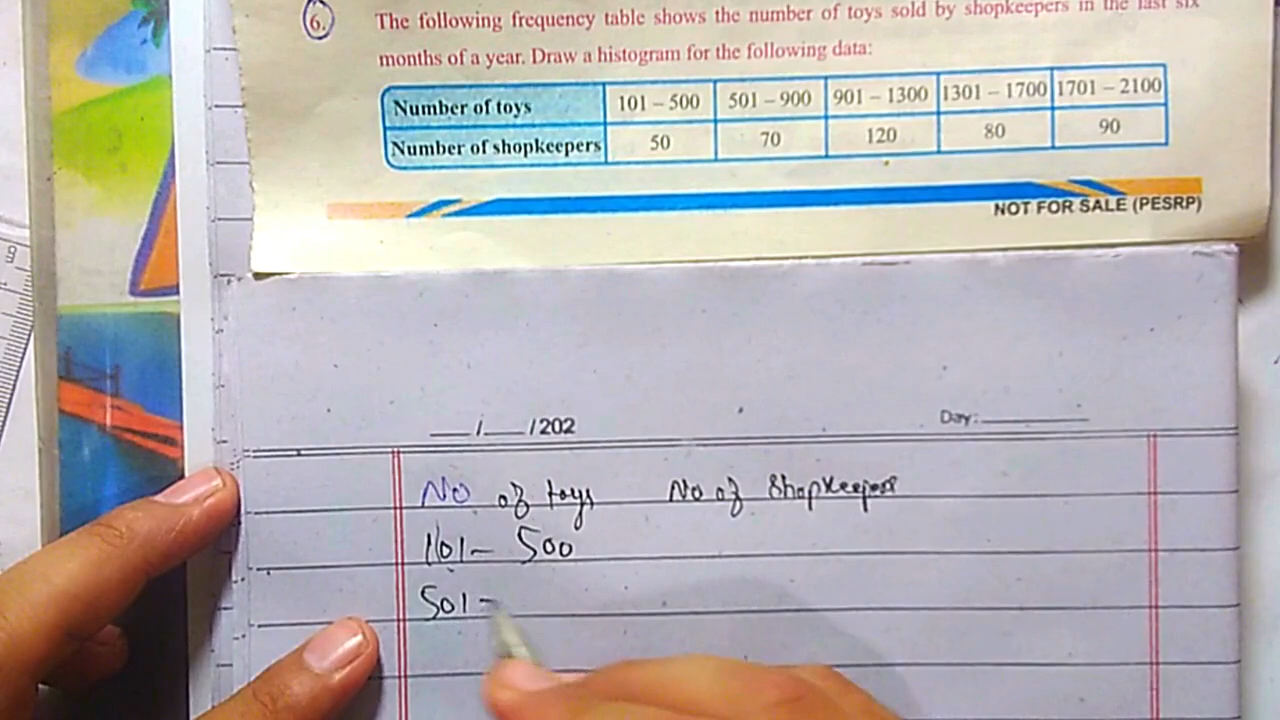 6. The following frequency table shows the number of toys sold by shopkeepers in the last six
months of a year. Draw a histogram for the following data:
Number of toys 101 – 500 501 – 900 901 – 1300 1301 – 1700 1701 – 2100
Number of shopkeepers 50 70 120 80 90
NOT FOR SALE (PESRP)
__/__/202 Day:
No of toys No of Shopkeeper
101 – 500
501 –
9